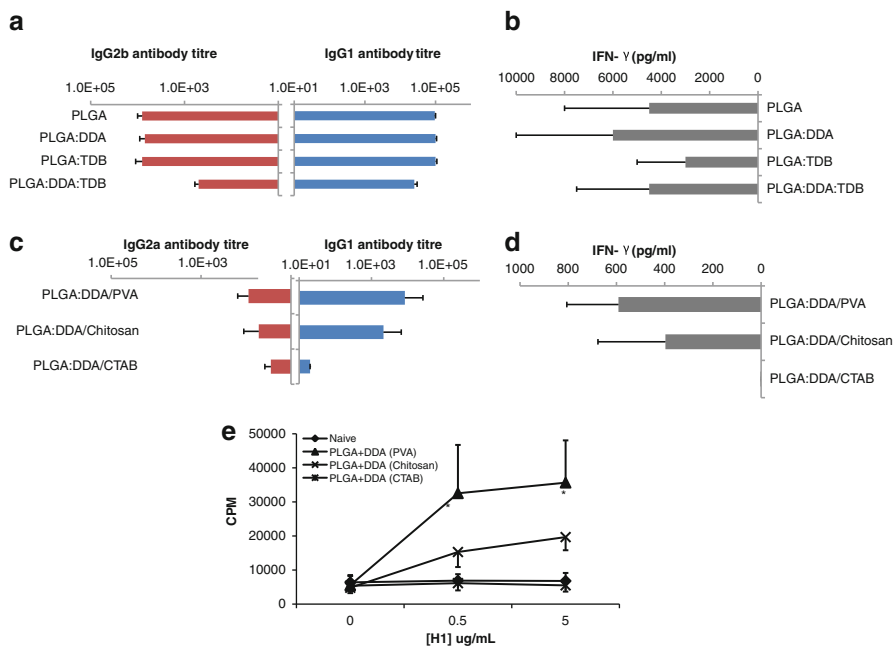 a
IgG2b antibody titre
IgG1 antibody titre
1.0E+05
1.0E+03
1.0E+01
1.0E+03
1.0E+05
PLGA
PLGA:DDA
PLGA:TDB
PLGA:DDA:TDB
b
IFN- γ (pg/ml)
10000 8000 6000 4000 2000 0
PLGA
PLGA:DDA
PLGA:TDB
PLGA:DDA:TDB
c
IgG2a antibody titre
IgG1 antibody titre
1.0E+05
1.0E+03
1.0E+01
1.0E+03
1.0E+05
PLGA:DDA/PVA
PLGA:DDA/Chitosan
PLGA:DDA/CTAB
d
IFN- γ (pg/ml)
1000 800 600 400 200 0
PLGA:DDA/PVA
PLGA:DDA/Chitosan
PLGA:DDA/CTAB
e
50000
40000
30000
20000
10000
0
CPM
Naive
PLGA+DDA (PVA)
PLGA+DDA (Chitosan)
PLGA+DDA (CTAB)
*
*
0 0.5 5
[H1] ug/mL